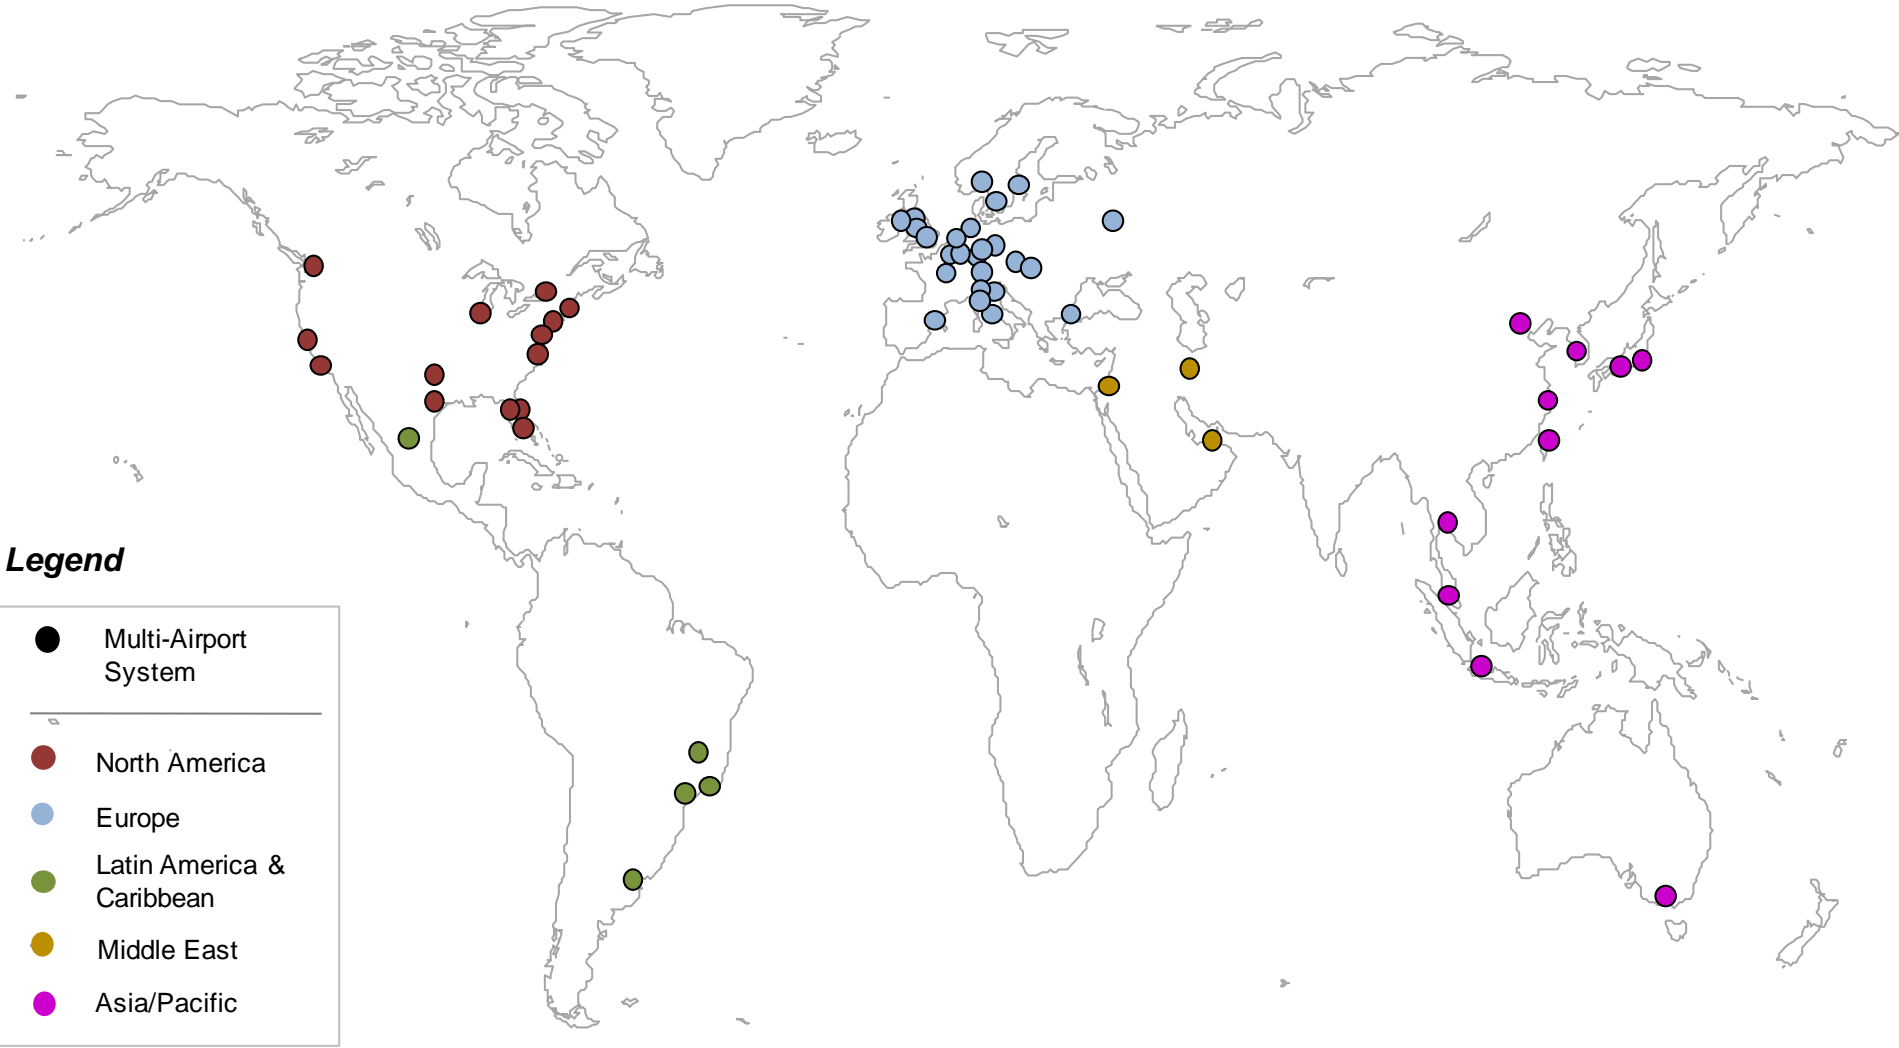 Legend
Multi-Airport
System
North America
Europe
Latin America &
Caribbean
Middle East
Asia/Pacific